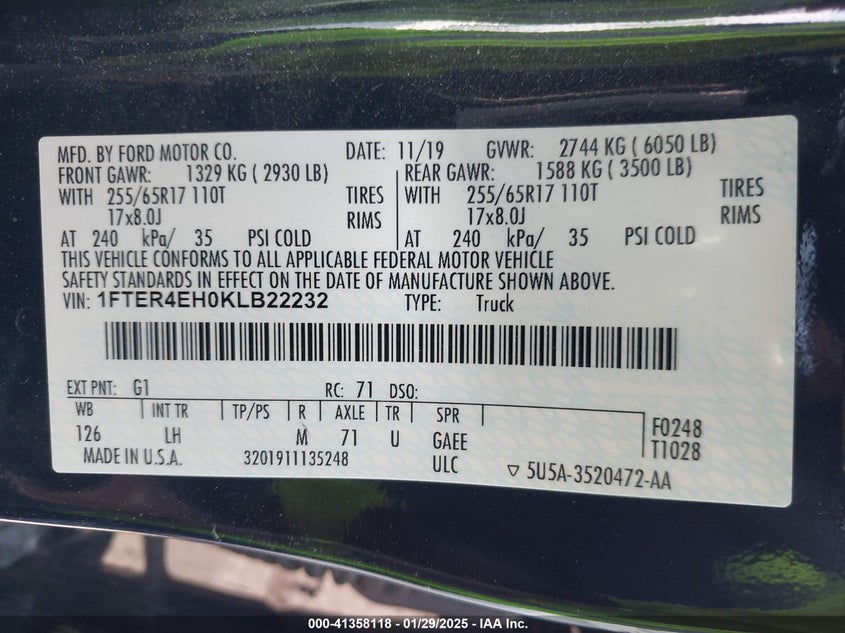 MFD. BY FORD MOTOR CO. DATE: 11/19 GVWR: 2744 KG ( 6050 LB)
FRONT GAWR: 1329 KG ( 2930 LB) REAR GAWR: 1588 KG ( 3500 LB)
WITH 255/65R17 110T TIRES WITH 255/65R17 110T TIRES
17x8.0J RIMS 17x8.0J RIMS
AT 240 kPa/ 35 PSI COLD AT 240 kPa/ 35 PSI COLD
THIS VEHICLE CONFORMS TO ALL APPLICABLE FEDERAL MOTOR VEHICLE
SAFETY STANDARDS IN EFFECT ON THE DATE OF MANUFACTURE SHOWN ABOVE.
VIN: 1FTER4EH0KLB22232 TYPE: Truck
EXT PNT: G1 RC: 71 DSO:
WB INT TR TP/PS R AXLE TR SPR
126 LH M 71 U GAEE F0248
ULC T1028
MADE IN U.S.A. 3201911135248 ▽ 5U5A-3520472-AA
000-41358118 - 01/29/2025 - IAA Inc.